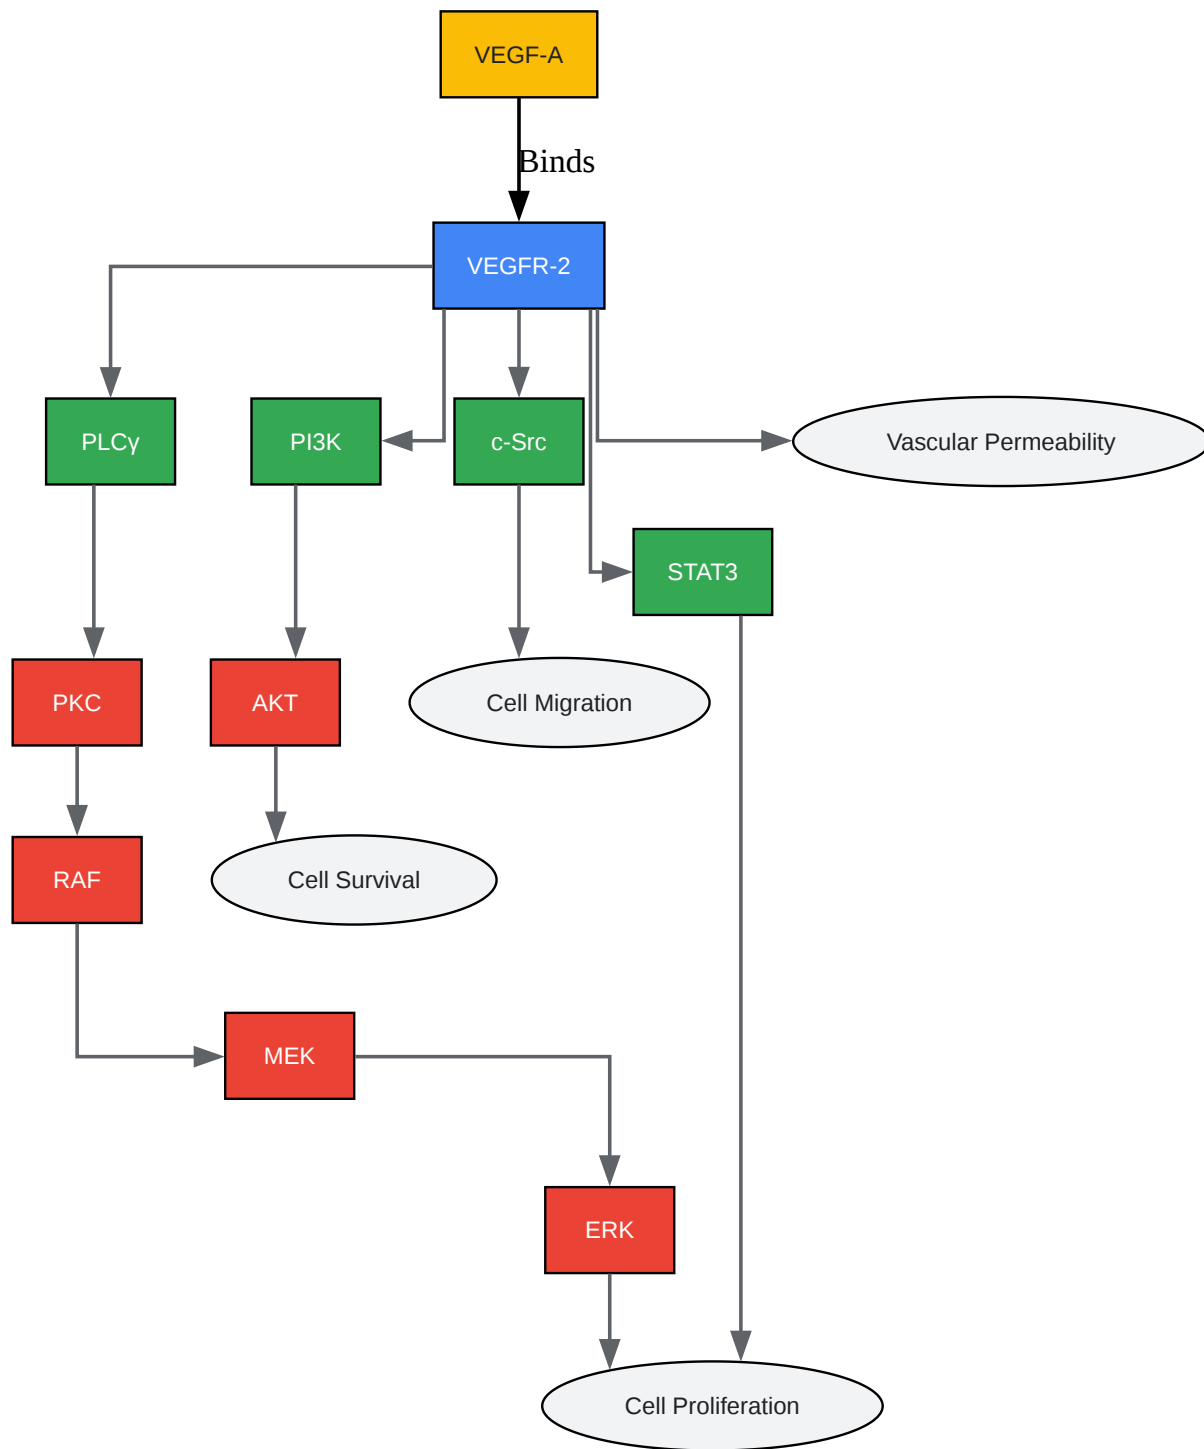 VEGF-A
Binds
VEGFR-2
PLCγ
PI3K
c-Src
Vascular Permeability
STAT3
PKC
AKT
Cell Migration
RAF
Cell Survival
MEK
ERK
Cell Proliferation